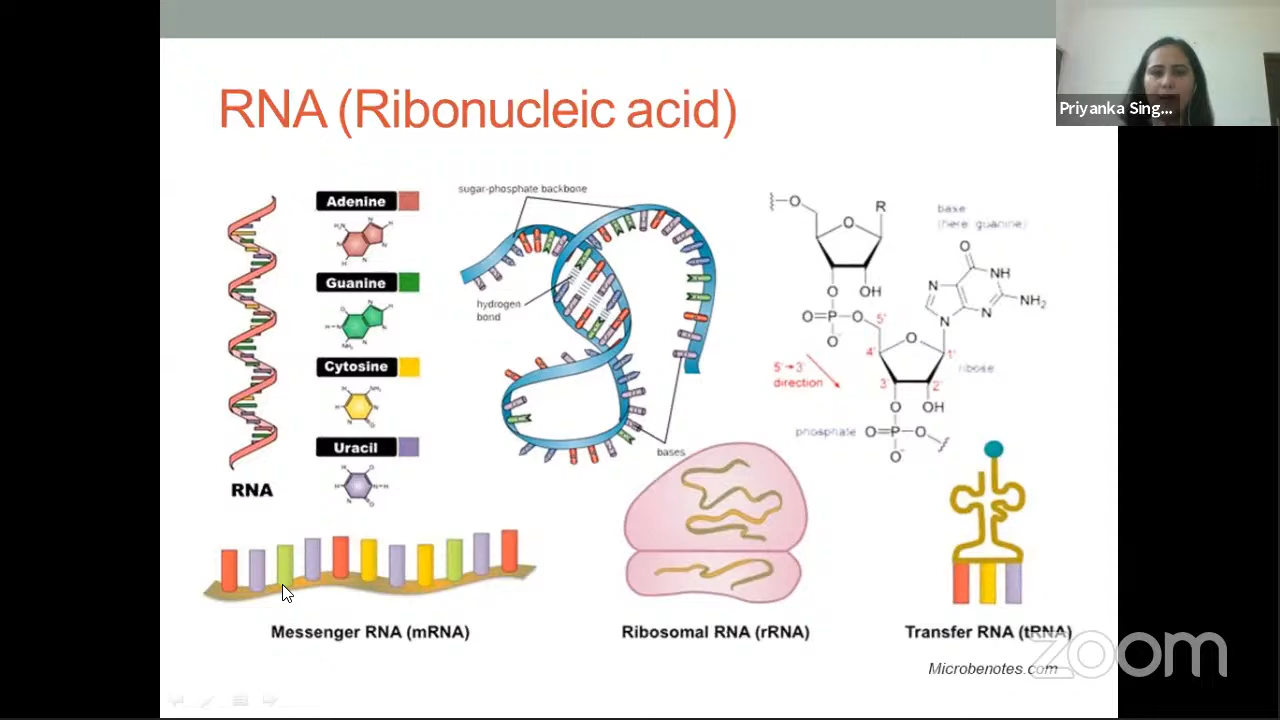 RNA (Ribonucleic acid)
Priyanka Sing...
Adenine
Guanine
Cytosine
Uracil
RNA
sugar-phosphate backbone
hydrogen
bond
bases
O
R
O
O
OH
O=P-O
O⁻
5'
4'
1'
3'
2'
5'→3'
direction
base
(here: guanine)
O
N
NH
N
N
NH₂
O
ribose
O
OH
phosphate
O=P-O
O⁻
Messenger RNA (mRNA)
Ribosomal RNA (rRNA)
Transfer RNA (tRNA)
Microbenotes.com
zoom